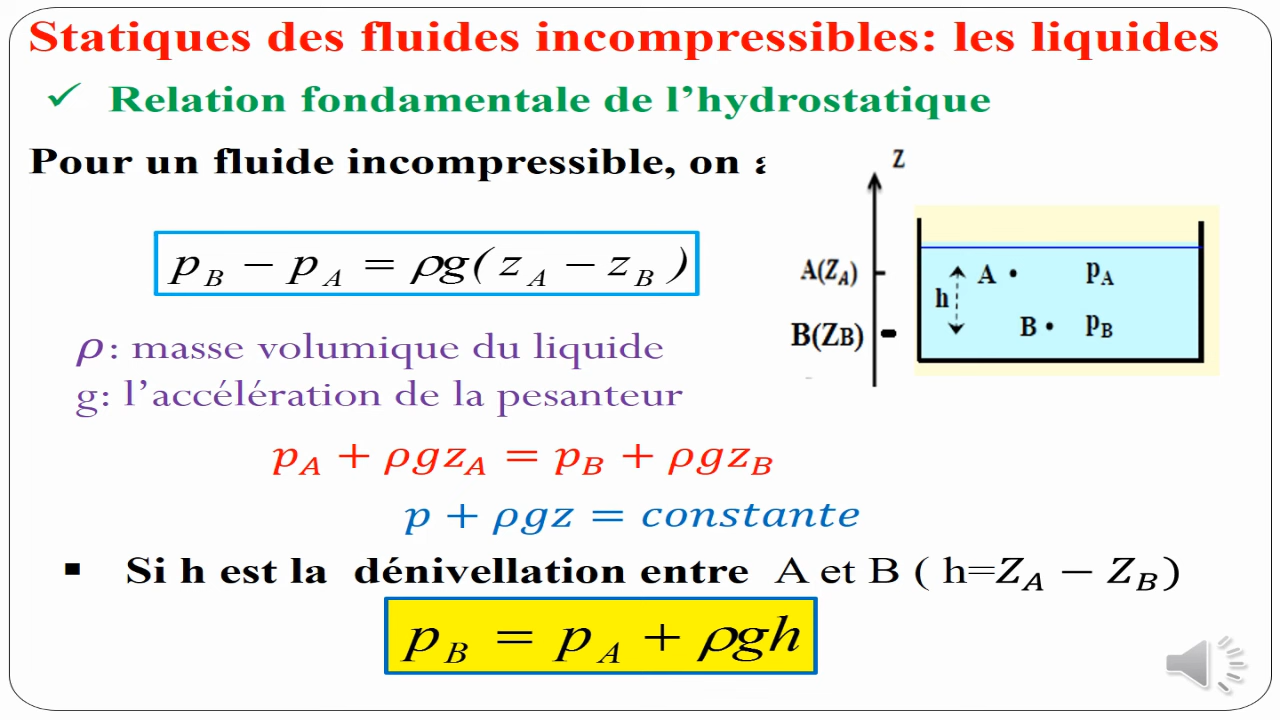 Statiques des fluides incompressibles: les liquides
✓ Relation fondamentale de l’hydrostatique
Pour un fluide incompressible, on a
p_B − p_A = ρg( z_A − z_B )
ρ: masse volumique du liquide
g: l’accélération de la pesanteur
Z
A(Z_A)
B(ZB)
h
A
p_A
B
p_B
p_A + ρgz_A = p_B + ρgz_B
p + ρgz = constante
▪ Si h est la dénivellation entre A et B ( h=Z_A − Z_B)
p_B = p_A + ρgh